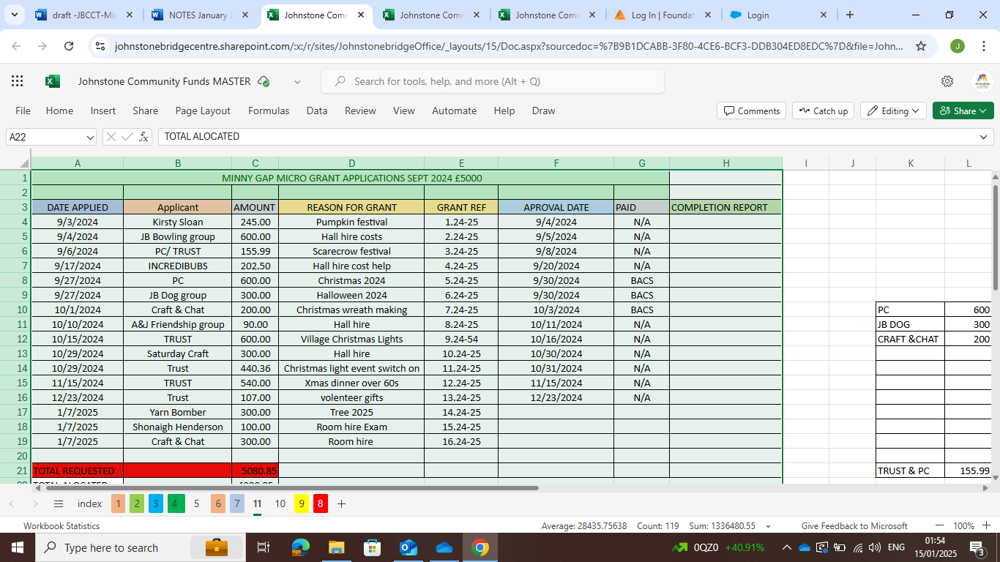 draft -JBCCT-Mi
NOTES January
Johnstone Com
Johnstone Com
Johnstone Com
Log In | Foundat
Login
johnstonebridgecentre.sharepoint.com/:x:/r/sites/JohnstonebridgeOffice/_layouts/15/Doc.aspx?sourcedoc=%7B9B1DCABB-3F80-4CE6-BCF3-DDB304ED8EDC%7D&file=John...
J
Johnstone Community Funds MASTER
Search for tools, help, and more (Alt + Q)
File Home Insert Share Page Layout Formulas Data Review View Automate Help Draw Comments Catch up Editing Share
A22 fx TOTAL ALOCATED
A B C D E F G H I J K L
1 MINNY GAP MICRO GRANT APPLICATIONS SEPT 2024 £5000
2
3 DATE APPLIED Applicant AMOUNT REASON FOR GRANT GRANT REF APROVAL DATE PAID COMPLETION REPORT
4 9/3/2024 Kirsty Sloan 245.00 Pumpkin festival 1.24-25 9/4/2024 N/A
5 9/4/2024 JB Bowling group 600.00 Hall hire costs 2.24-25 9/5/2024 N/A
6 9/6/2024 PC/ TRUST 155.99 Scarecrow festival 3.24-25 9/8/2024 N/A
7 9/17/2024 INCREDIBUBS 202.50 Hall hire cost help 4.24-25 9/20/2024 N/A
8 9/27/2024 PC 600.00 Christmas 2024 5.24-25 9/30/2024 BACS
9 9/27/2024 JB Dog group 300.00 Halloween 2024 6.24-25 9/30/2024 BACS
10 10/1/2024 Craft & Chat 200.00 Christmas wreath making 7.24-25 10/3/2024 BACS PC 600
11 10/10/2024 A&J Friendship group 90.00 Hall hire 8.24-25 10/11/2024 N/A JB DOG 300
12 10/15/2024 TRUST 600.00 Village Christmas Lights 9.24-54 10/16/2024 N/A CRAFT &CHAT 200
13 10/29/2024 Saturday Craft 300.00 Hall hire 10.24-25 10/30/2024 N/A
14 10/29/2024 Trust 440.36 Christmas light event switch on 11.24-25 10/31/2024 N/A
15 11/15/2024 TRUST 540.00 Xmas dinner over 60s 12.24-25 11/15/2024 N/A
16 12/23/2024 Trust 107.00 volenteer gifts 13.24-25 12/23/2024 N/A
17 1/7/2025 Yarn Bomber 300.00 Tree 2025 14.24-25
18 1/7/2025 Shonaigh Henderson 100.00 Room hire Exam 15.24-25
19 1/7/2025 Craft & Chat 300.00 Room hire 16.24-25
20
21 TOTAL REQUESTED 5080.85 TRUST & PC 155.99
index 1 2 3 4 5 6 7 11 10 9 8
Workbook Statistics Average: 28435.75638 Count: 119 Sum: 1336480.55 Give Feedback to Microsoft 100%
Type here to search 0QZ0 +40.91% ENG 01:54
15/01/2025 3